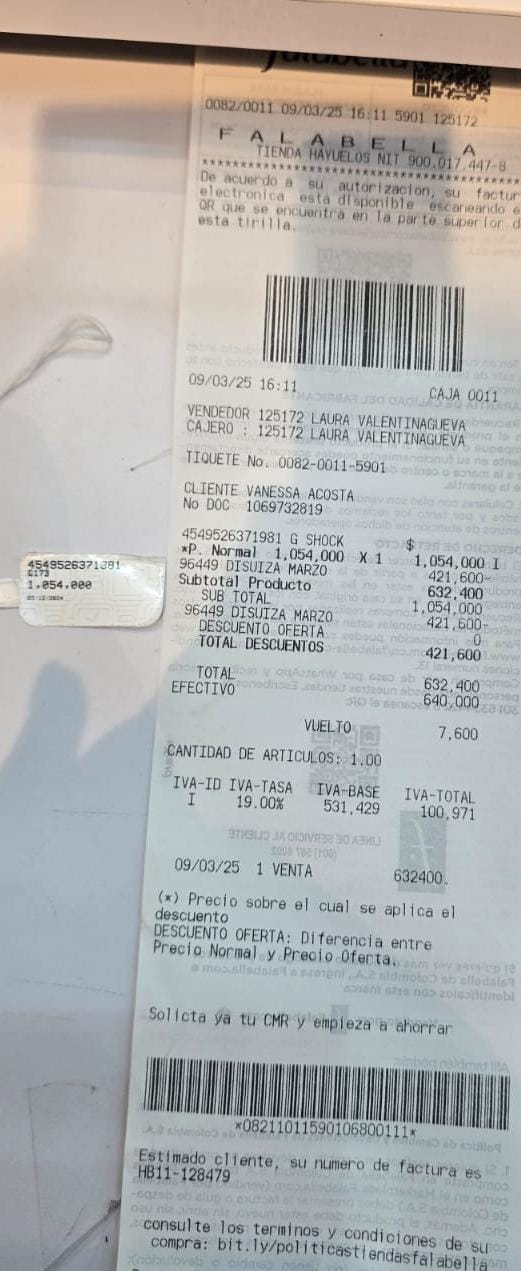 falabella
0082/0011 09/03/25 16:11 5901 125172
F A L A B E L L A
TIENDA HAYUELOS NIT 900.017.447-8
****************************************
De acuerdo a su autorizacion, su factur
electronica esta disponible escaneando e
QR que se encuentra en la parte superior d
esta tirilla.
09/03/25 16:11 CAJA 0011
VENDEDOR 125172 LAURA VALENTINAGUEVA
CAJERO : 125172 LAURA VALENTINAGUEVA
TIQUETE No. 0082-0011-5901
CLIENTE VANESSA ACOSTA
No DOC 1069732819
4549526371981 G SHOCK $
*P. Normal 1,054,000 X 1 1,054,000 I
96449 DISUIZA MARZO 421,600-
Subtotal Producto 632,400
SUB TOTAL 1,054,000
96449 DISUIZA MARZO 421,600-
DESCUENTO OFERTA 0
TOTAL DESCUENTOS 421,600
TOTAL 632,400
EFECTIVO 640,000
VUELTO 7,600
CANTIDAD DE ARTICULOS: 1.00
IVA-ID IVA-TASA IVA-BASE IVA-TOTAL
I 19.00% 531,429 100,971
09/03/25 1 VENTA 632400.
(*) Precio sobre el cual se aplica el
descuento
DESCUENTO OFERTA: Diferencia entre
Precio Normal y Precio Oferta.
Solicta ya tu CMR y empieza a ahorrar
*08211011590106800111*
Estimado cliente, su numero de factura es
HB11-128479
consulte los terminos y condiciones de su
compra: bit.ly/politicastiendasfalabella
4549526371981
G173
1.054.000